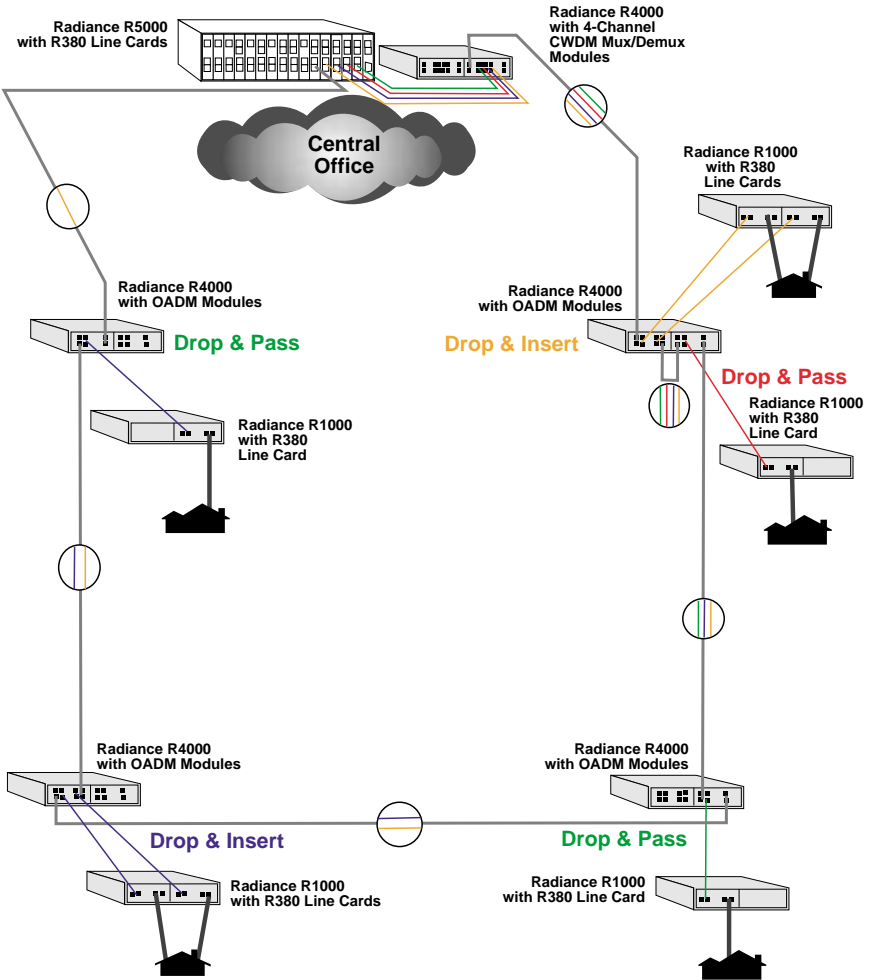 Radiance R5000
with R380 Line Cards
Radiance R4000
with 4-Channel
CWDM Mux/Demux
Modules
Central
Office
Radiance R1000
with R380
Line Cards
Radiance R4000
with OADM Modules
Drop & Pass
Radiance R4000
with OADM Modules
Drop & Insert
Drop & Pass
Radiance R1000
with R380
Line Card
Radiance R1000
with R380
Line Card
Radiance R4000
with OADM Modules
Drop & Insert
Radiance R4000
with OADM Modules
Drop & Pass
Radiance R1000
with R380 Line Cards
Radiance R1000
with R380 Line Card